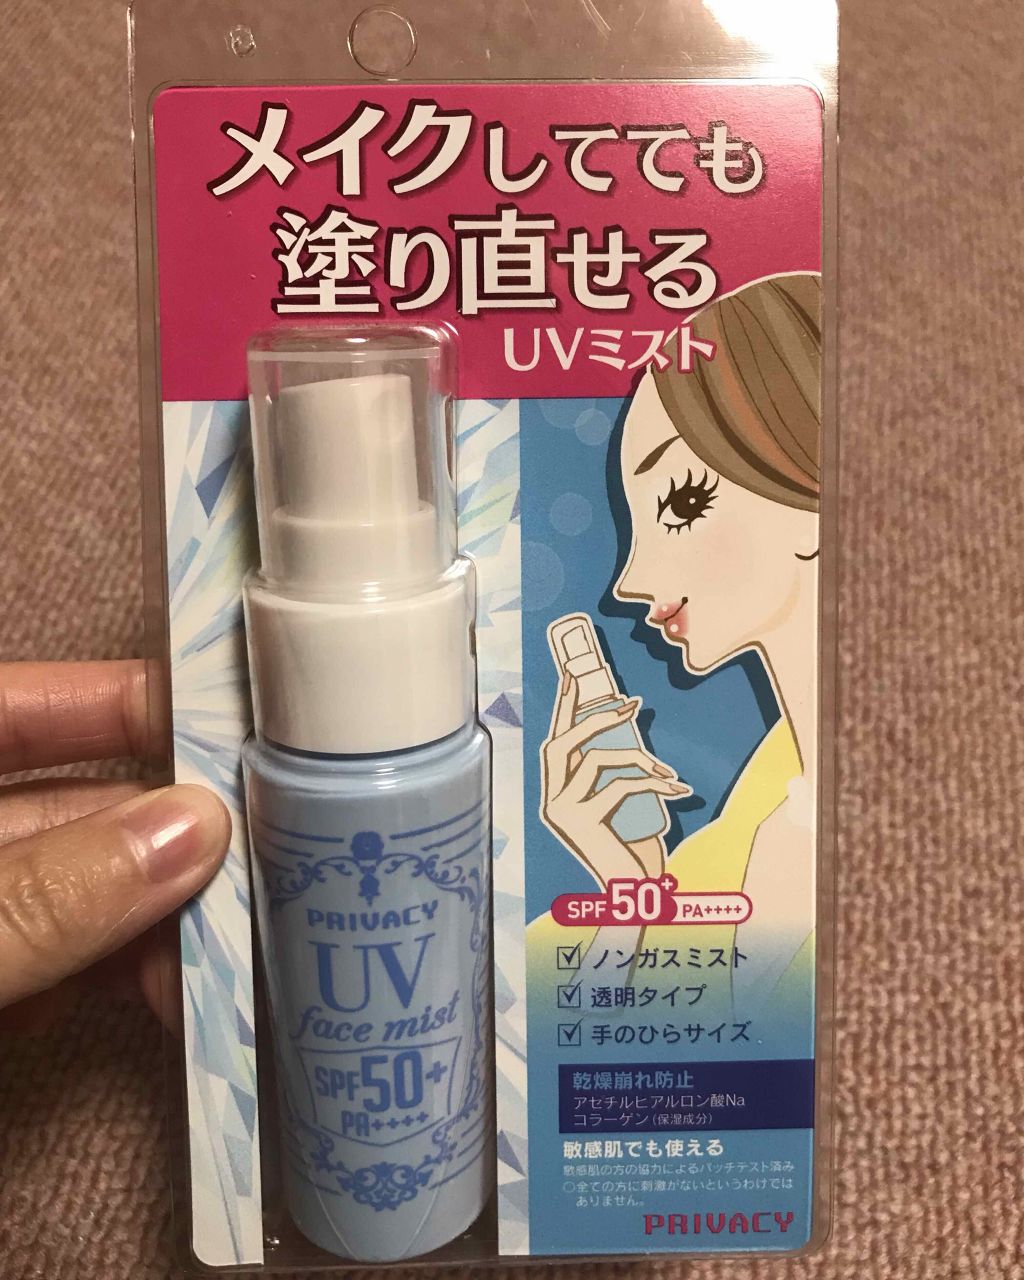 メイクしてても
塗り直せる
UVミスト
PRIVACY
UV
face mist
SPF50+
PA++++
SPF50+ PA++++
ノンガスミスト
透明タイプ
手のひらサイズ
乾燥崩れ防止
アセチルヒアルロン酸Na
コラーゲン(保湿成分)
敏感肌でも使える
敏感肌の方の協力によるパッチテスト済み
○全ての方に刺激がないというわけでは
ありません。
PRIVACY